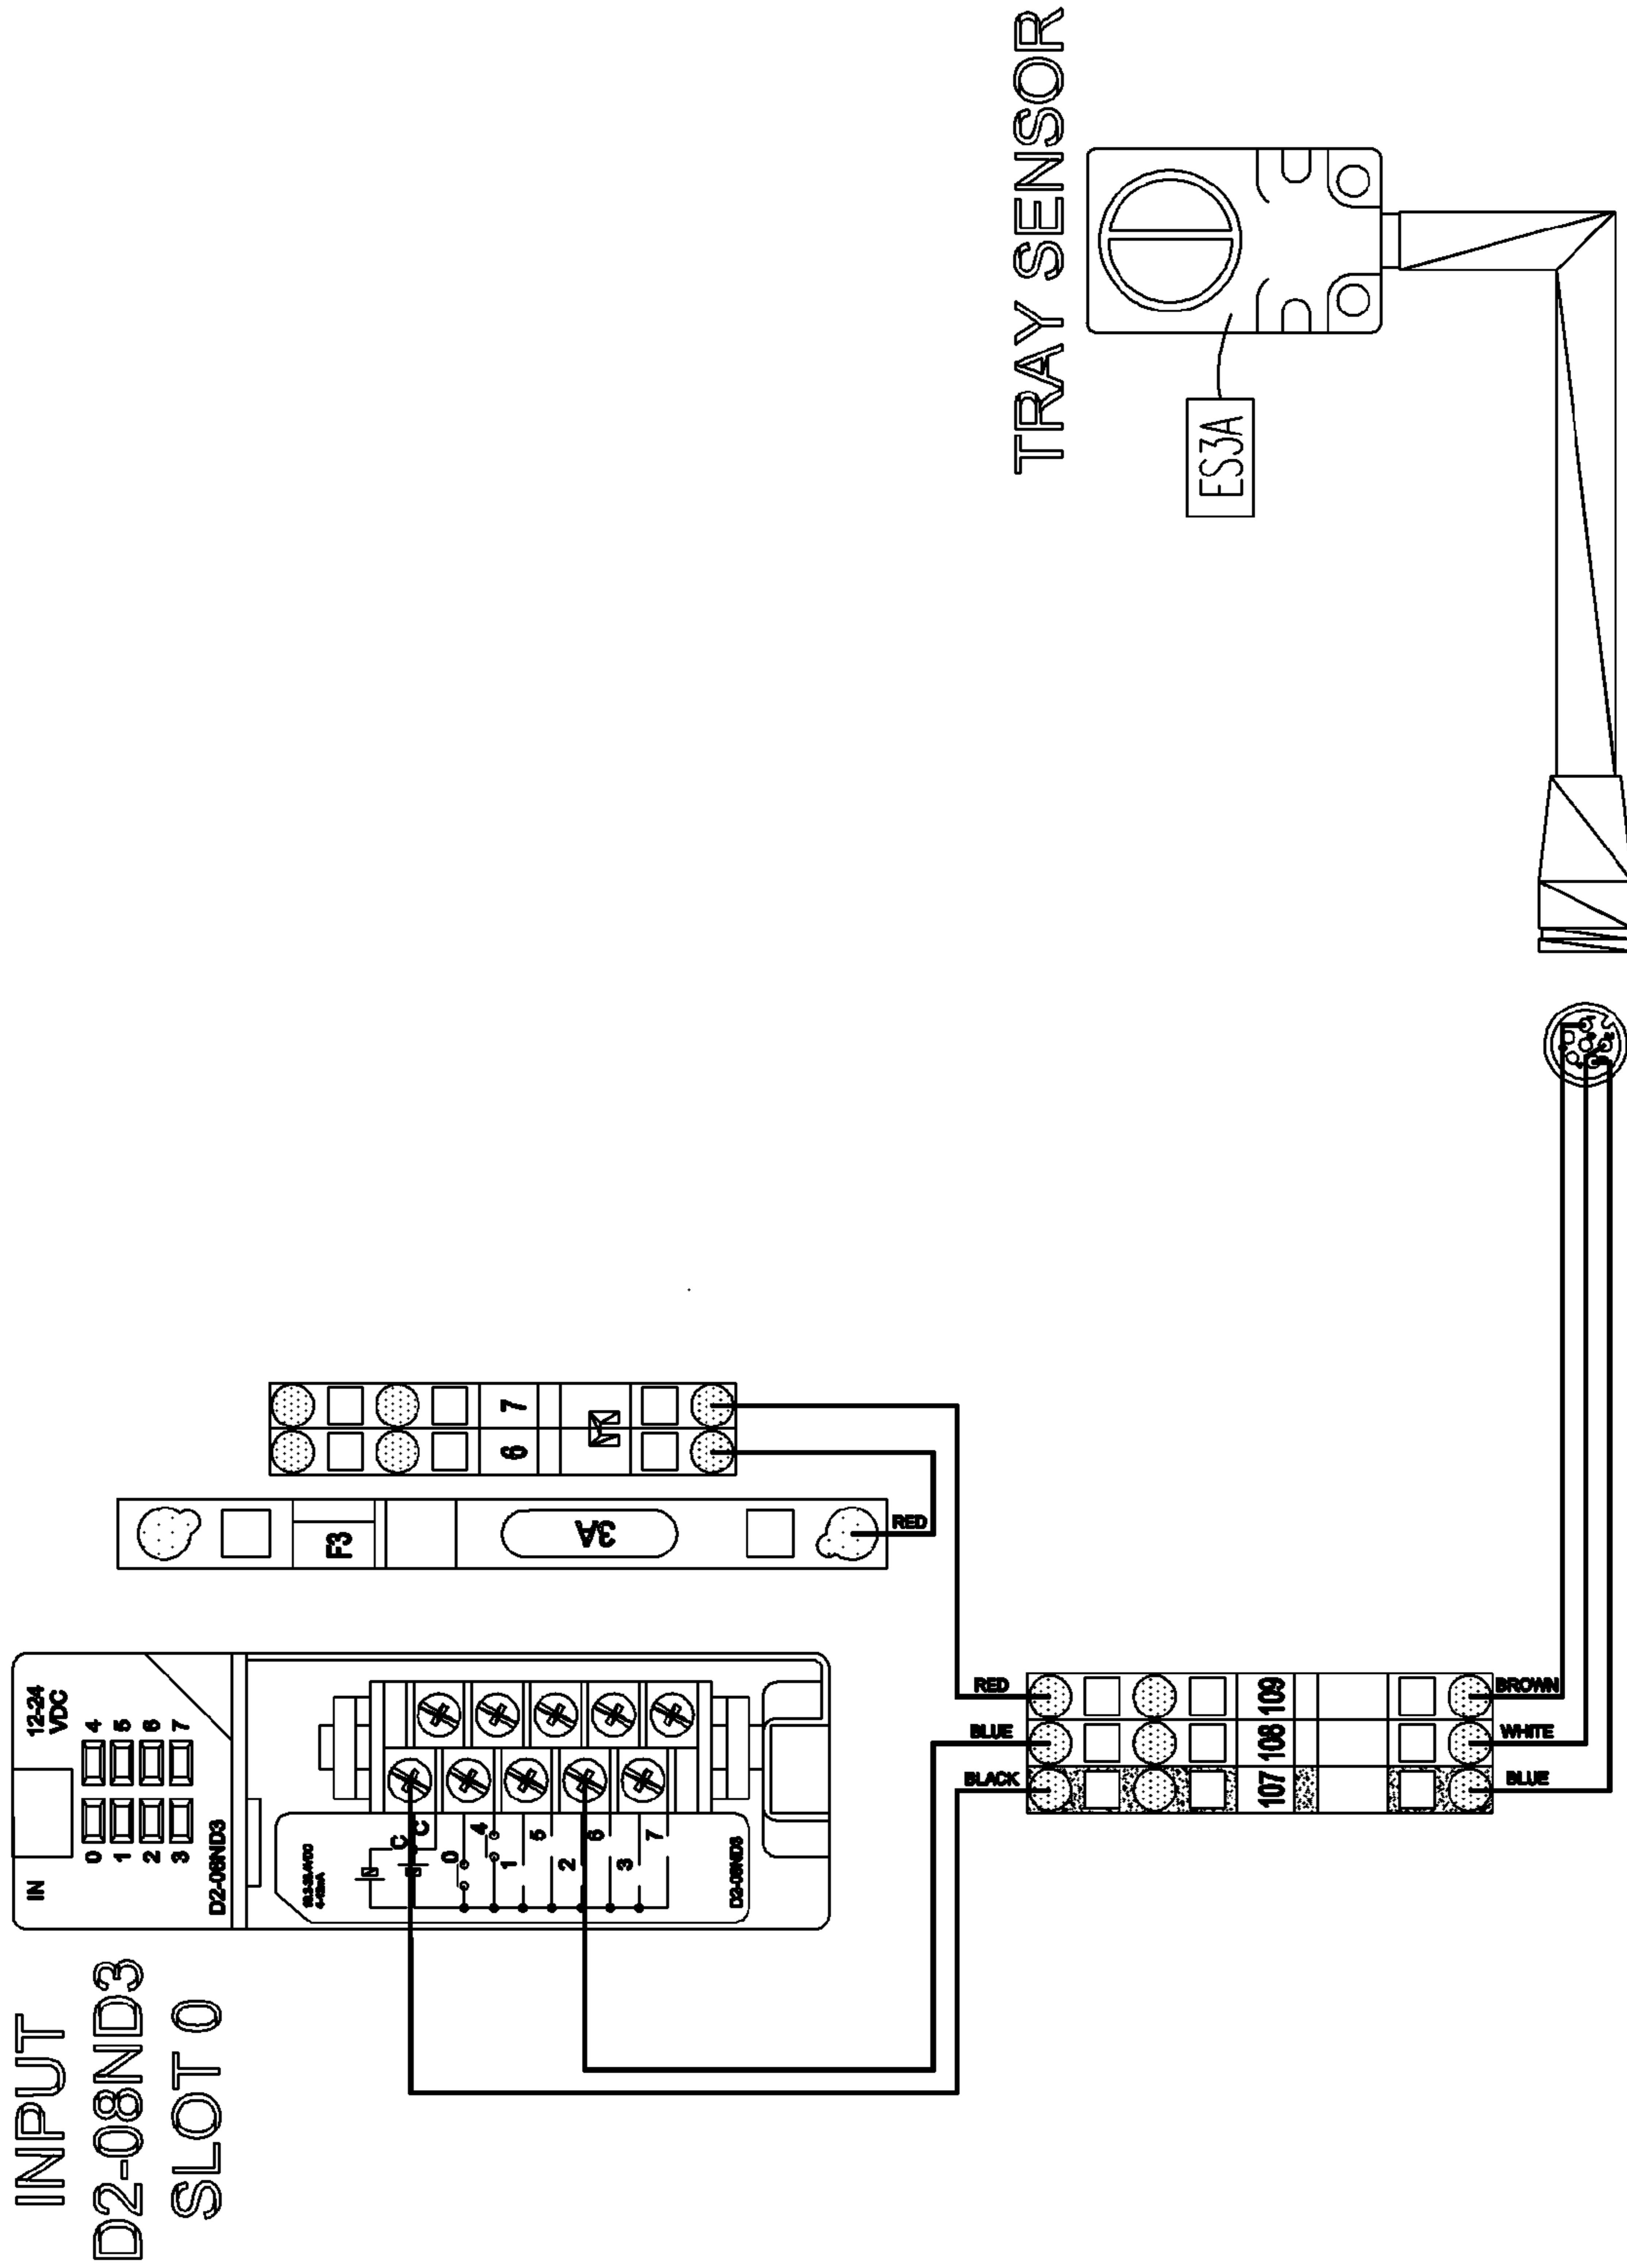 INPUT
D2-08ND3
SLOT 0
IN
12-24
VDC
0 4
1 5
2 6
3 7
D2-08ND3
C
C
0
4
1
5
2
6
3
7
D2-08ND3
F3
3A
RED
6 7
RED
BLUE
BLACK
107 108 109
BROWN
WHITE
BLUE
TRAY SENSOR
ES3A